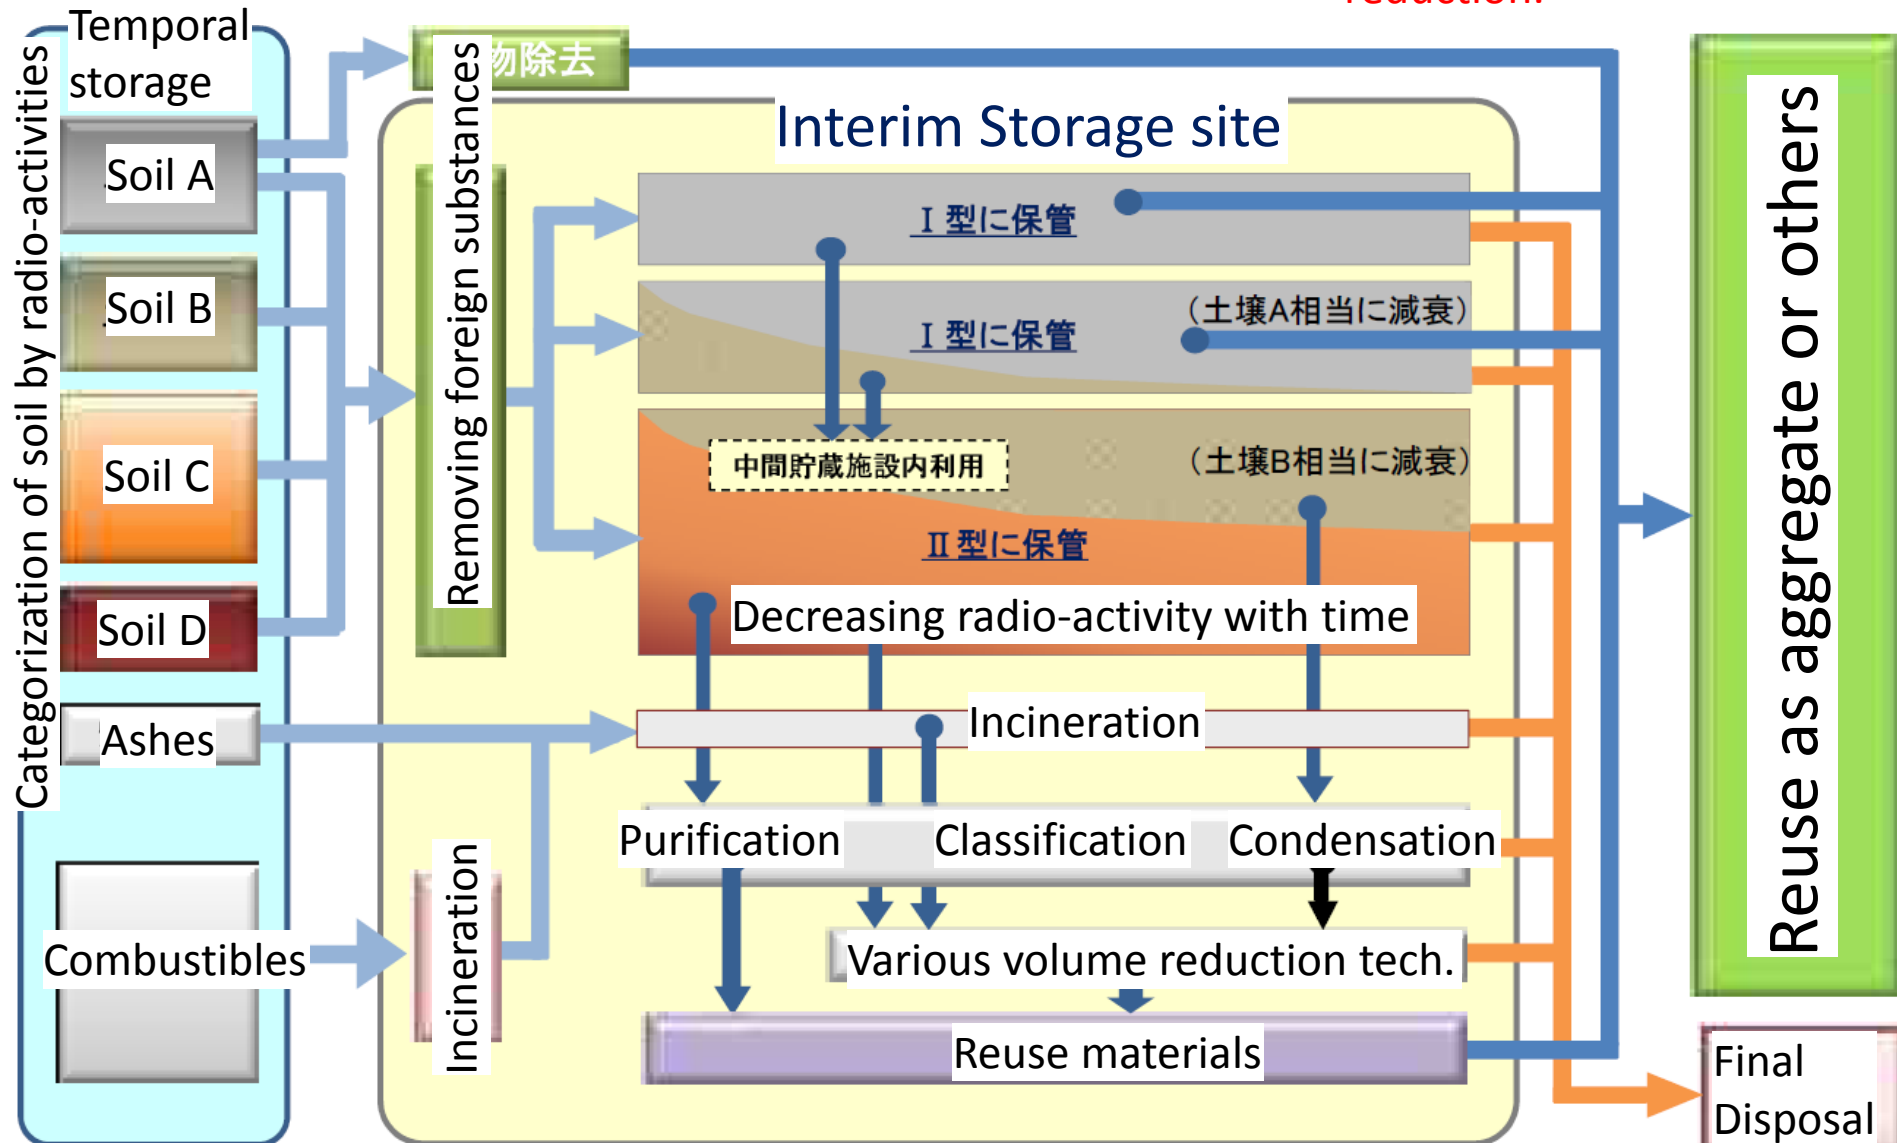 reduction.
Temporal
storage
Categorization of soil by radio-activities
Soil A
Soil B
Soil C
Soil D
Ashes
Combustibles
物除去
Removing foreign substances
Incineration
Interim Storage site
Ⅰ型に保管
Ⅰ型に保管
（土壌A相当に減衰）
中間貯蔵施設内利用
（土壌B相当に減衰）
Ⅱ型に保管
Decreasing radio-activity with time
Incineration
Purification
Classification
Condensation
Various volume reduction tech.
Reuse materials
Reuse as aggregate or others
Final
Disposal